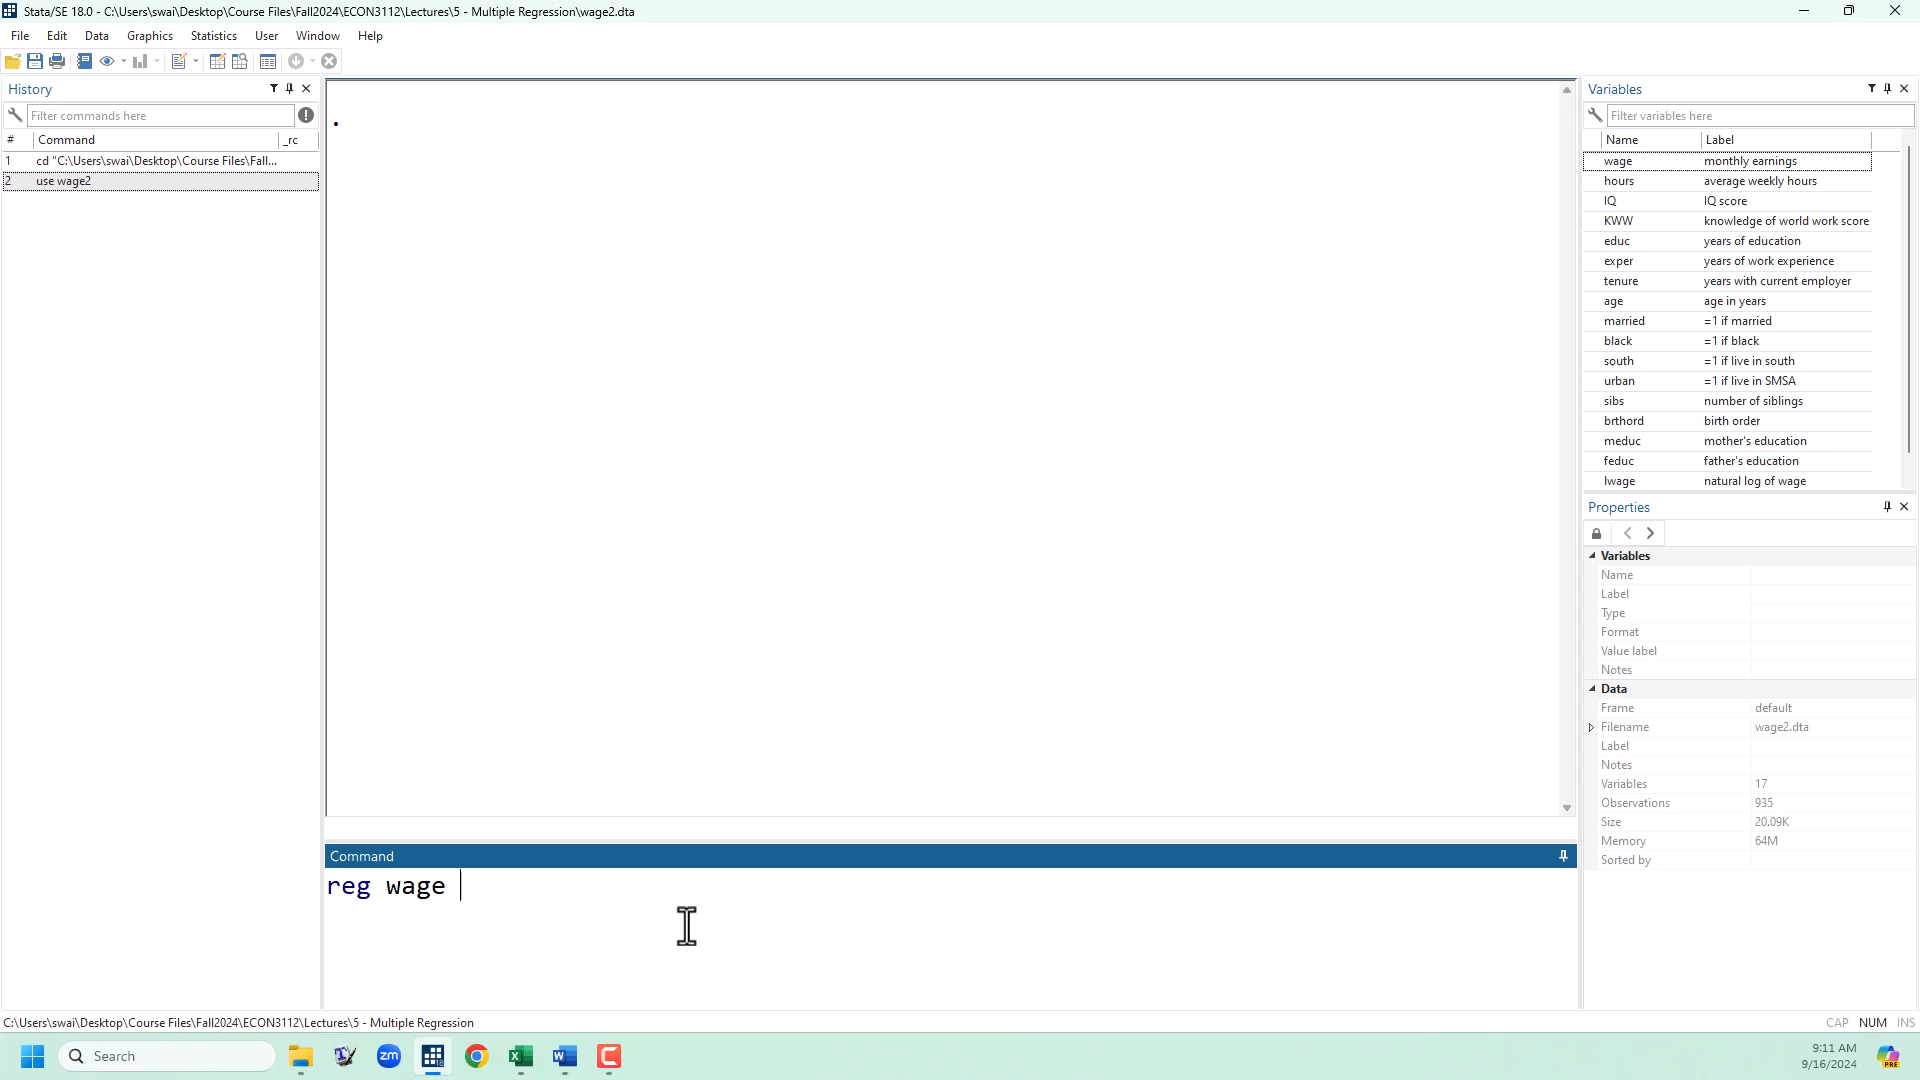 Stata/SE 18.0 - C:\Users\swai\Desktop\Course Files\Fall2024\ECON3112\Lectures\5 - Multiple Regression\wage2.dta
File Edit Data Graphics Statistics User Window Help
History
Filter commands here
# Command _rc
1 cd "C:\Users\swai\Desktop\Course Files\Fall...
2 use wage2
.
Command
reg wage
Variables
Filter variables here
Name Label
wage monthly earnings
hours average weekly hours
IQ IQ score
KWW knowledge of world work score
educ years of education
exper years of work experience
tenure years with current employer
age age in years
married =1 if married
black =1 if black
south =1 if live in south
urban =1 if live in SMSA
sibs number of siblings
brthord birth order
meduc mother's education
feduc father's education
lwage natural log of wage
Properties
Variables
Name
Label
Type
Format
Value label
Notes
Data
Frame default
Filename wage2.dta
Label
Notes
Variables 17
Observations 935
Size 20.09K
Memory 64M
Sorted by
C:\Users\swai\Desktop\Course Files\Fall2024\ECON3112\Lectures\5 - Multiple Regression
CAP NUM INS
Search
zm
9:11 AM
9/16/2024
PRE